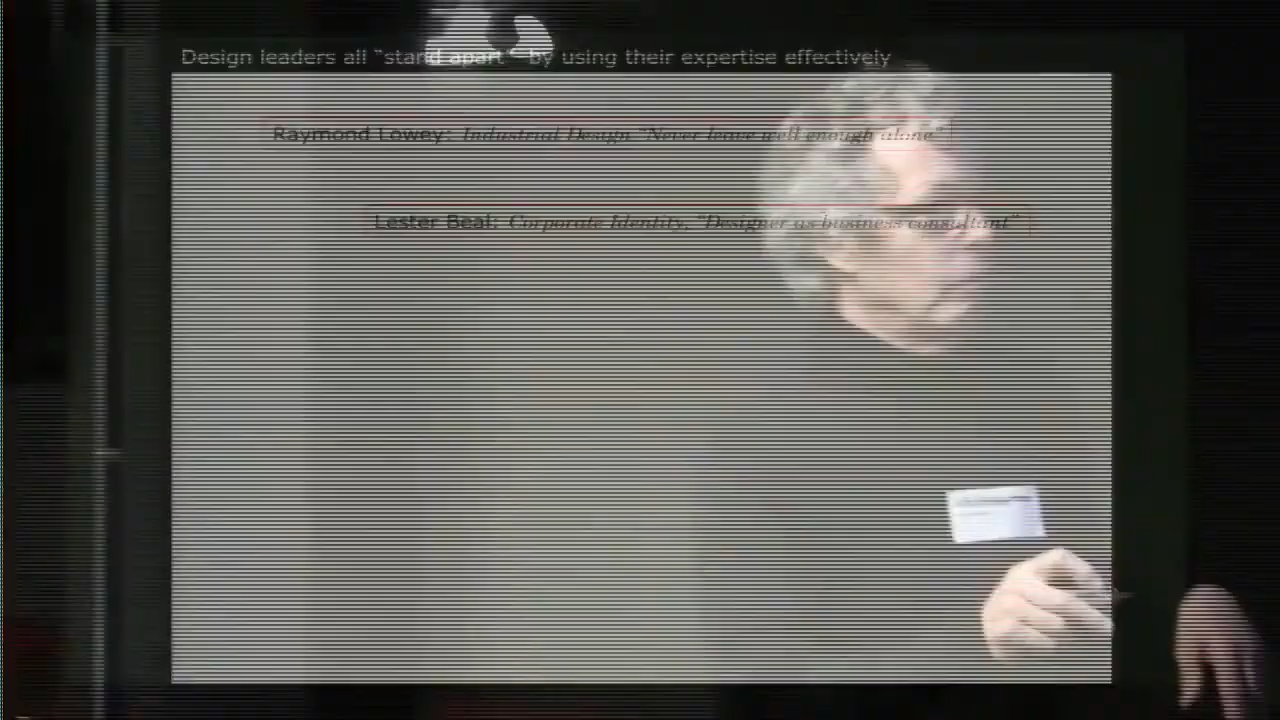 Design leaders all “stand apart” by using their expertise effectively
Raymond Lowey: Industrial Design “Never leave well enough alone”
Lester Beal: Corporate Identity, “Designer as business consultant”